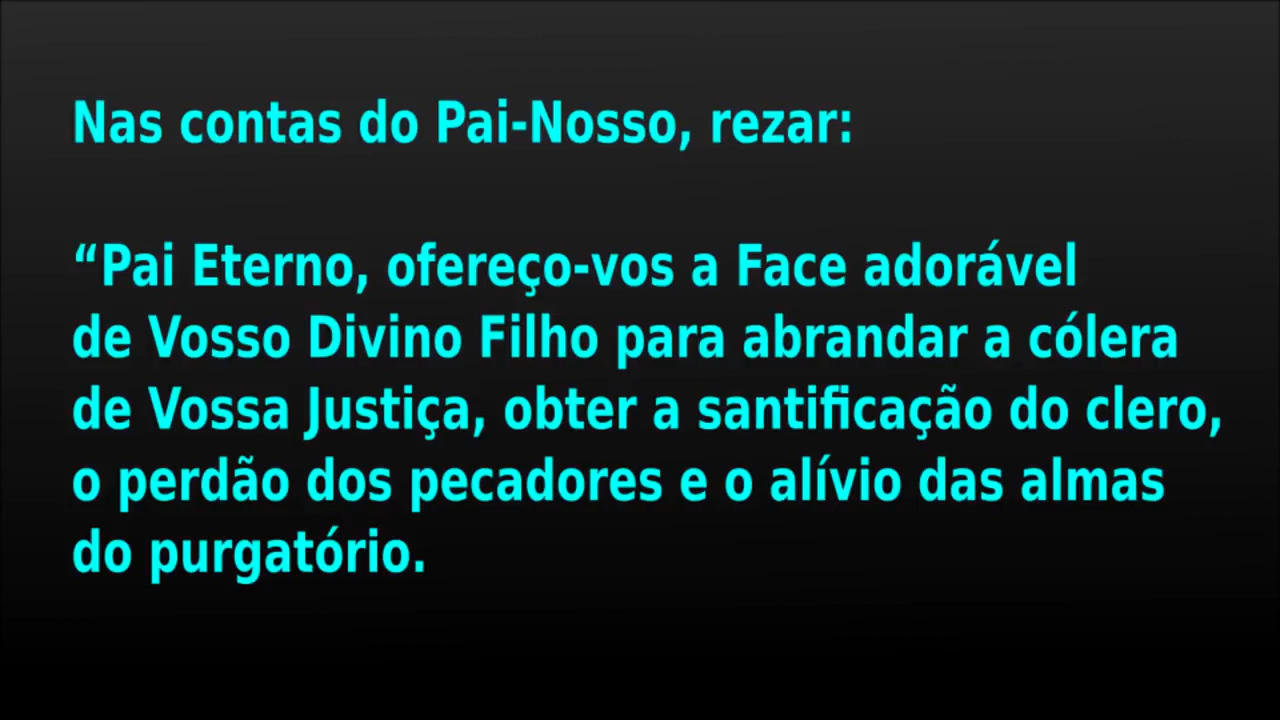 Nas contas do Pai-Nosso, rezar:
“Pai Eterno, ofereço-vos a Face adorável
de Vosso Divino Filho para abrandar a cólera
de Vossa Justiça, obter a santificação do clero,
o perdão dos pecadores e o alívio das almas
do purgatório.